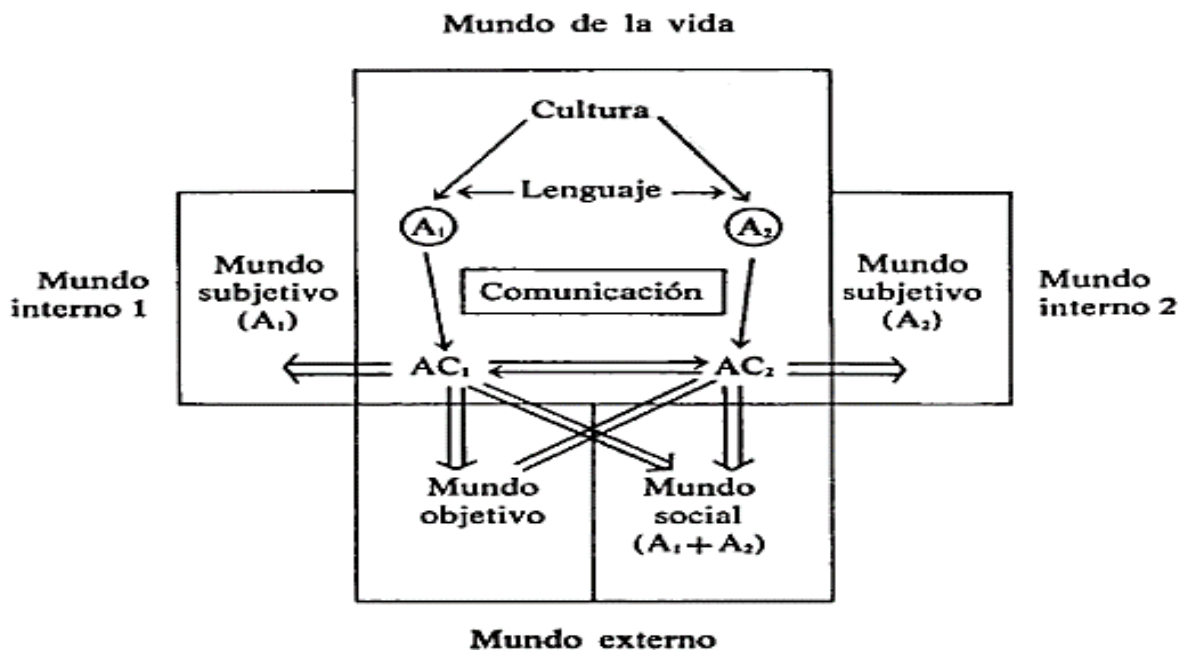 Mundo de la vida
Cultura
Lenguaje
A₁
A₂
Mundo
interno 1
Mundo
subjetivo
(A₁)
Comunicación
Mundo
subjetivo
(A₂)
Mundo
interno 2
AC₁
AC₂
Mundo
objetivo
Mundo
social
(A₁+A₂)
Mundo externo